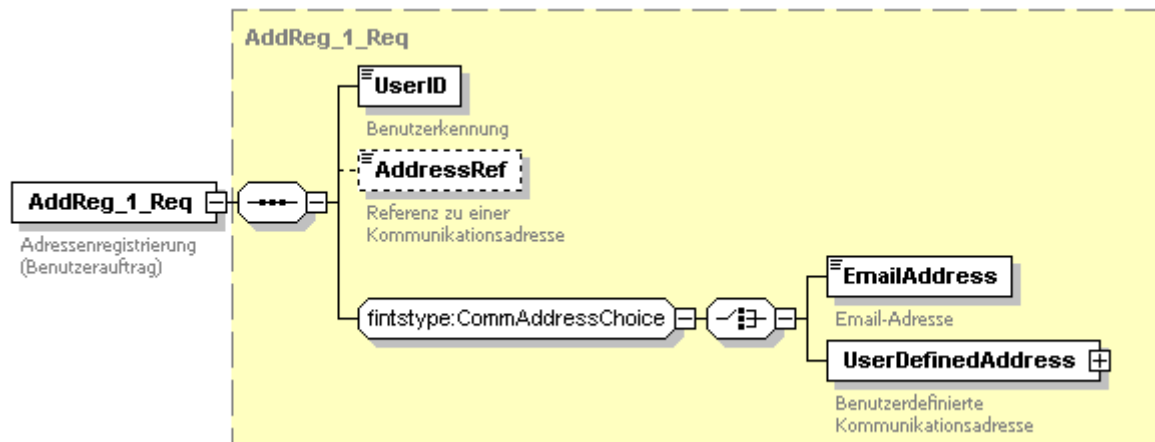 AddReg_1_Req
UserID
Benutzerkennung
AddressRef
Referenz zu einer
Kommunikationsadresse
AddReg_1_Req
Adressenregistrierung
(Benutzerauftrag)
fintstype:CommAddressChoice
EmailAddress
Email-Adresse
UserDefinedAddress
Benutzerdefinierte
Kommunikationsadresse